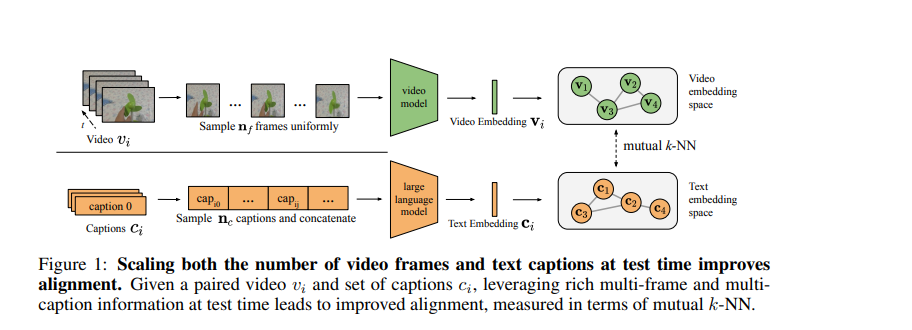 video
model
Video
embedding
space
v1
v2
v3
v4
... ...
Sample nf frames uniformly
Video Embedding vi
t
Video vi
mutual k-NN
caption 0
Captions ci
capi0 ... capij ...
Sample nc captions and concatenate
large
language
model
Text Embedding ci
c1
c2
c3
c4
Text
embedding
space
Figure 1: Scaling both the number of video frames and text captions at test time improves
alignment. Given a paired video vi and set of captions ci, leveraging rich multi-frame and multi-
caption information at test time leads to improved alignment, measured in terms of mutual k-NN.